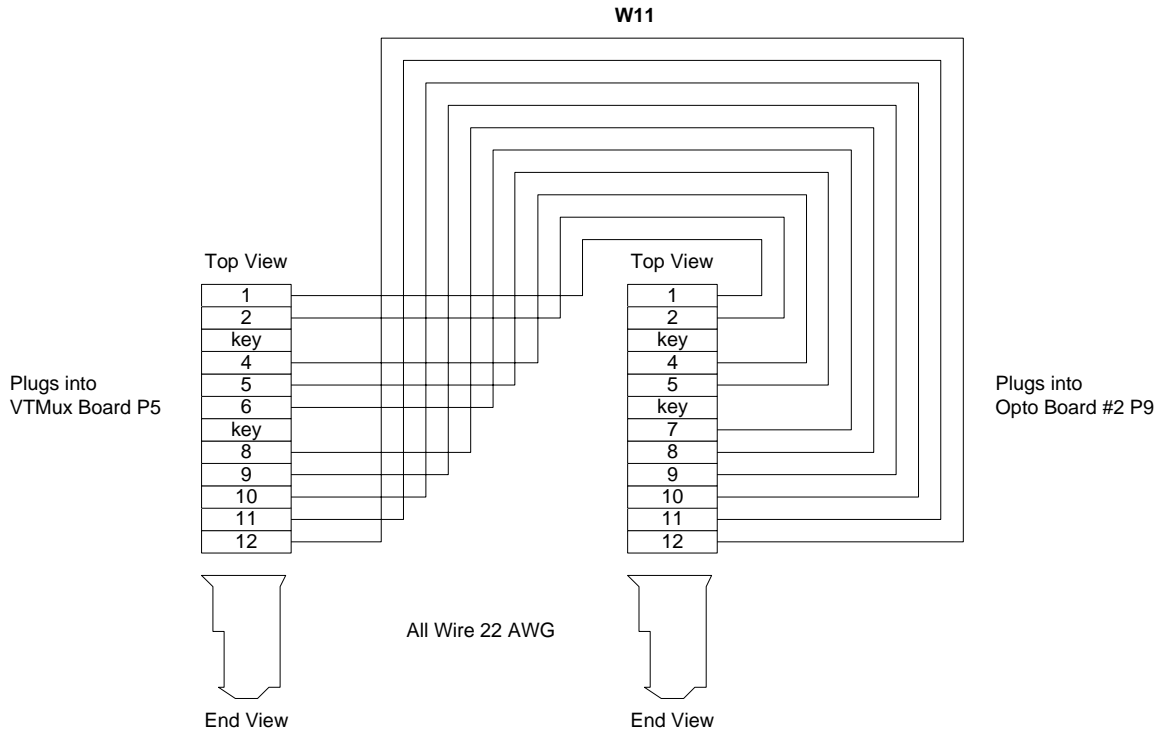 W11
Top View
1
2
key
4
5
6
key
8
9
10
11
12
Plugs into
VTMux Board P5
End View
All Wire 22 AWG
Top View
1
2
key
4
5
key
7
8
9
10
11
12
Plugs into
Opto Board #2 P9
End View